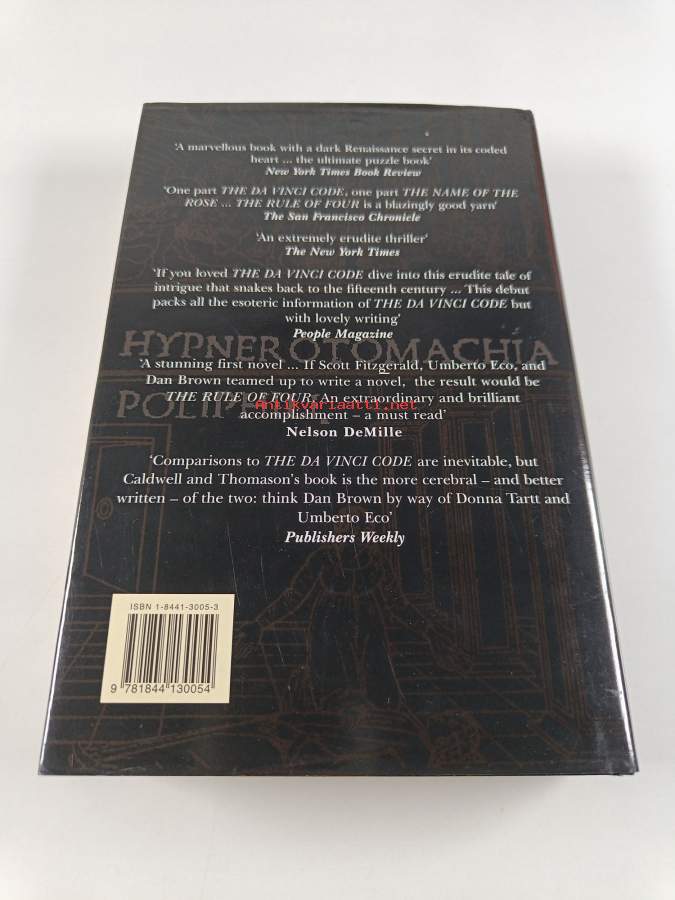 ‘A marvellous book with a dark Renaissance secret in its coded
heart ... the ultimate puzzle book’
New York Times Book Review
‘One part THE DA VINCI CODE, one part THE NAME OF THE
ROSE ... THE RULE OF FOUR is a blazingly good yarn’
The San Francisco Chronicle
‘An extremely erudite thriller’
The New York Times
‘If you loved THE DA VINCI CODE dive into this erudite tale of
intrigue that snakes back to the fifteenth century ... This debut
packs all the esoteric information of THE DA VINCI CODE but
with lovely writing’
People Magazine
HYPNEROTOMACHIA
‘A stunning first novel ... If Scott Fitzgerald, Umberto Eco, and
Dan Brown teamed up to write a novel, the result would be
THE RULE OF FOUR. An extraordinary and brilliant
Antikvariaatti.net
accomplishment – a must read’
Nelson DeMille
‘Comparisons to THE DA VINCI CODE are inevitable, but
Caldwell and Thomason's book is the more cerebral – and better
written – of the two: think Dan Brown by way of Donna Tartt and
Umberto Eco’
Publishers Weekly
ISBN 1-8441-3005-3
9 781844 130054